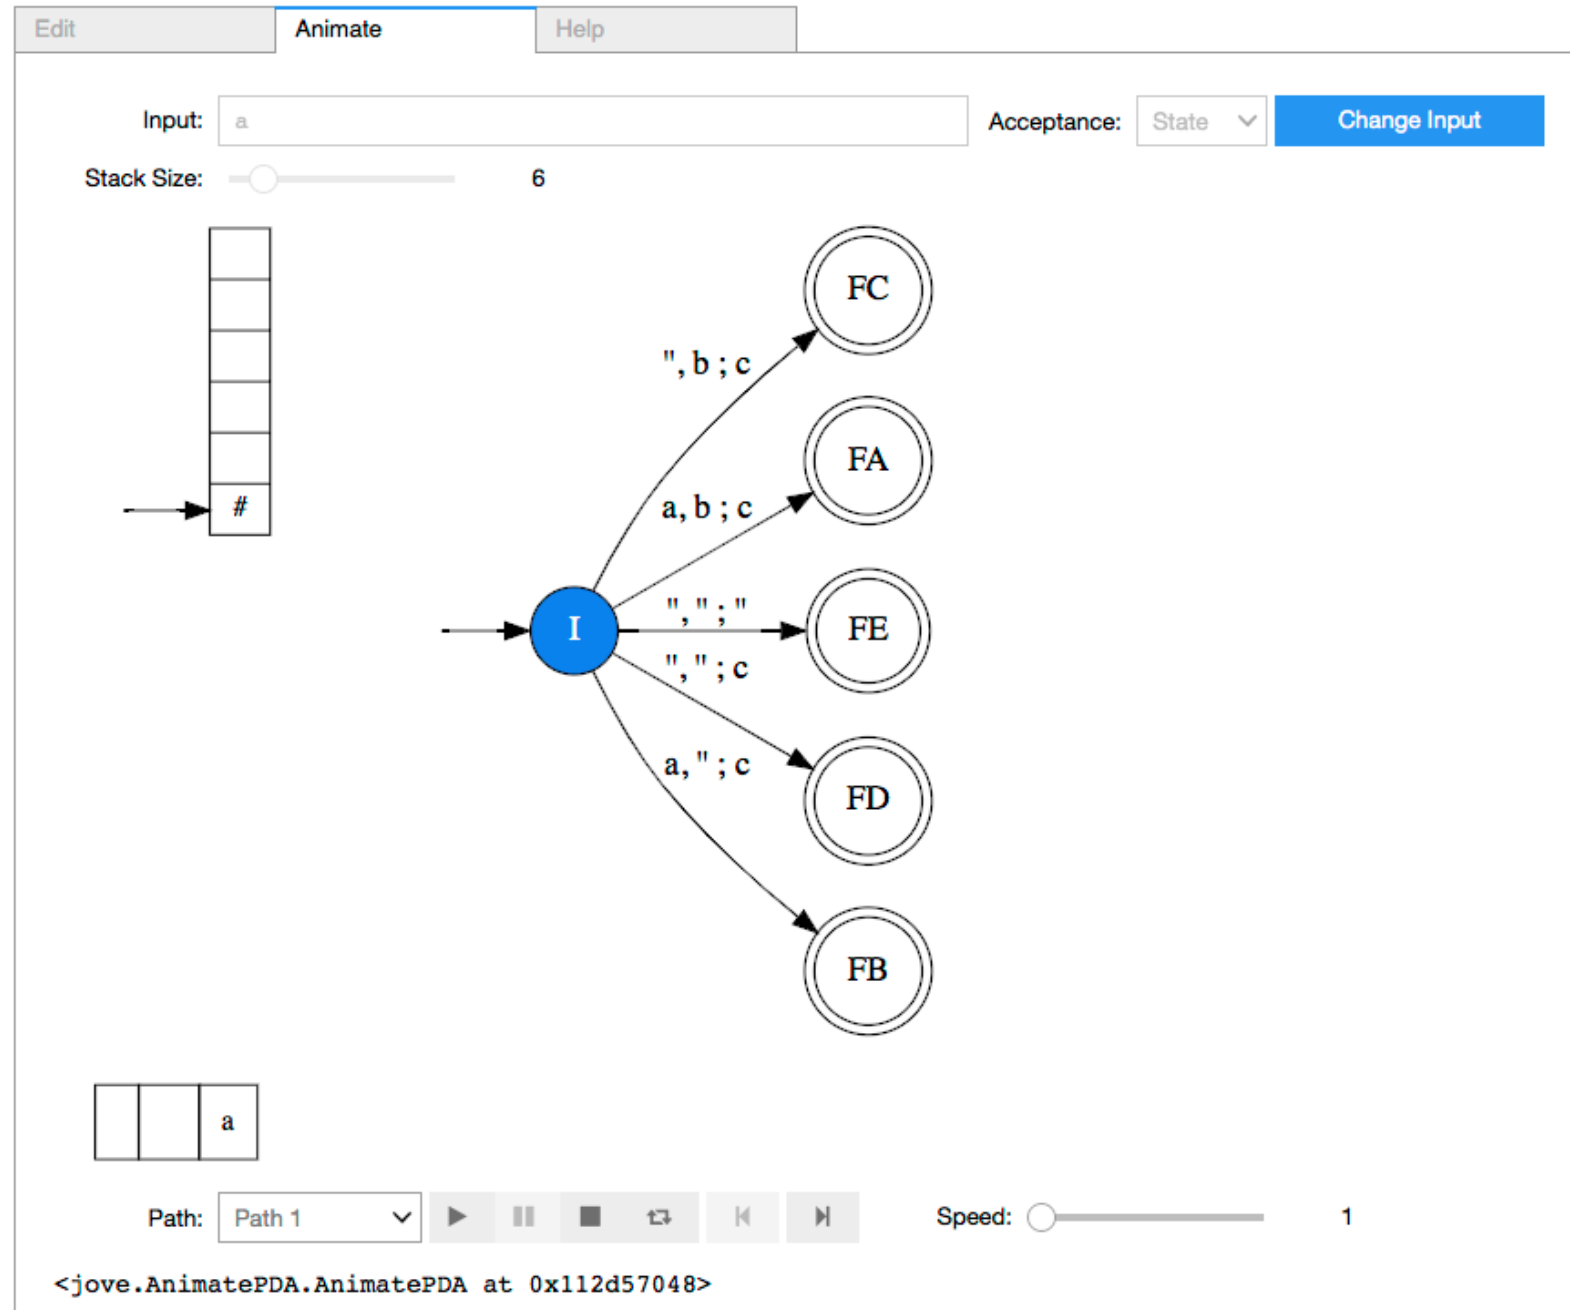 Edit Animate Help
Input: a Acceptance: State Change Input
Stack Size: 6
FC
", b ; c
FA
a, b ; c
#
", " ; "
I FE
", " ; c
a, " ; c
FD
FB
a
Path: Path 1 Speed: 1
<jove.AnimatePDA.AnimatePDA at 0x112d57048>